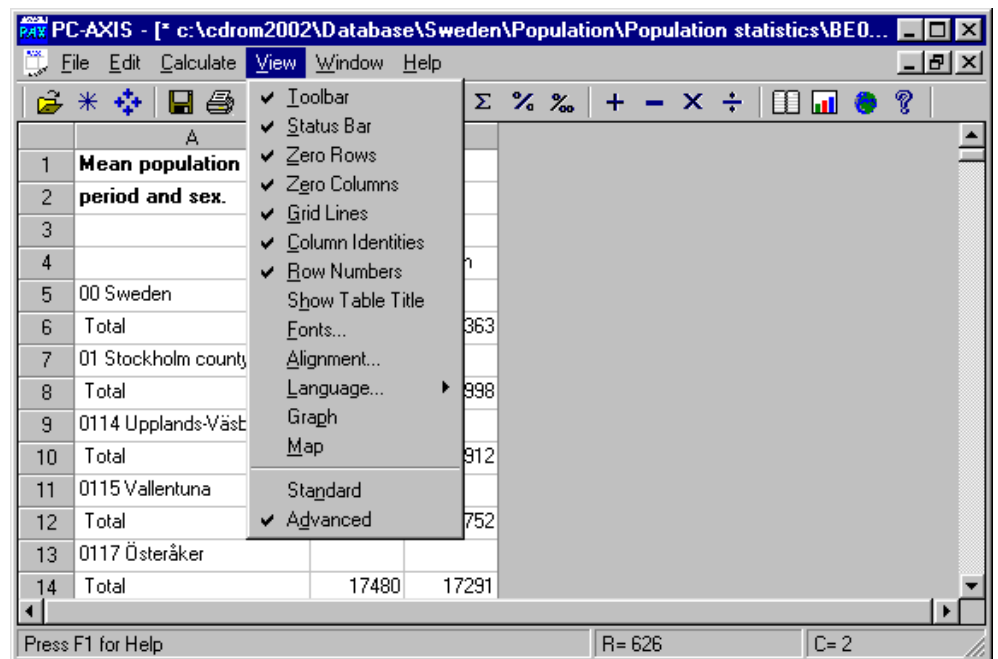 PC-AXIS - [* c:\cdrom2002\Database\Sweden\Population\Population statistics\BE0...
File Edit Calculate View Window Help
Σ % ‰ + − × ÷ ?
Toolbar
Status Bar
Zero Rows
Zero Columns
Grid Lines
Column Identities
Row Numbers
Show Table Title
Fonts...
Alignment...
Language...
Graph
Map
Standard
Advanced
A
1 Mean population
2 period and sex.
3
4
5 00 Sweden
6 Total 363
7 01 Stockholm county
8 Total 998
9 0114 Upplands-Väsb
10 Total 912
11 0115 Vallentuna
12 Total 752
13 0117 Österåker
14 Total 17480 17291
Press F1 for Help R= 626 C= 2